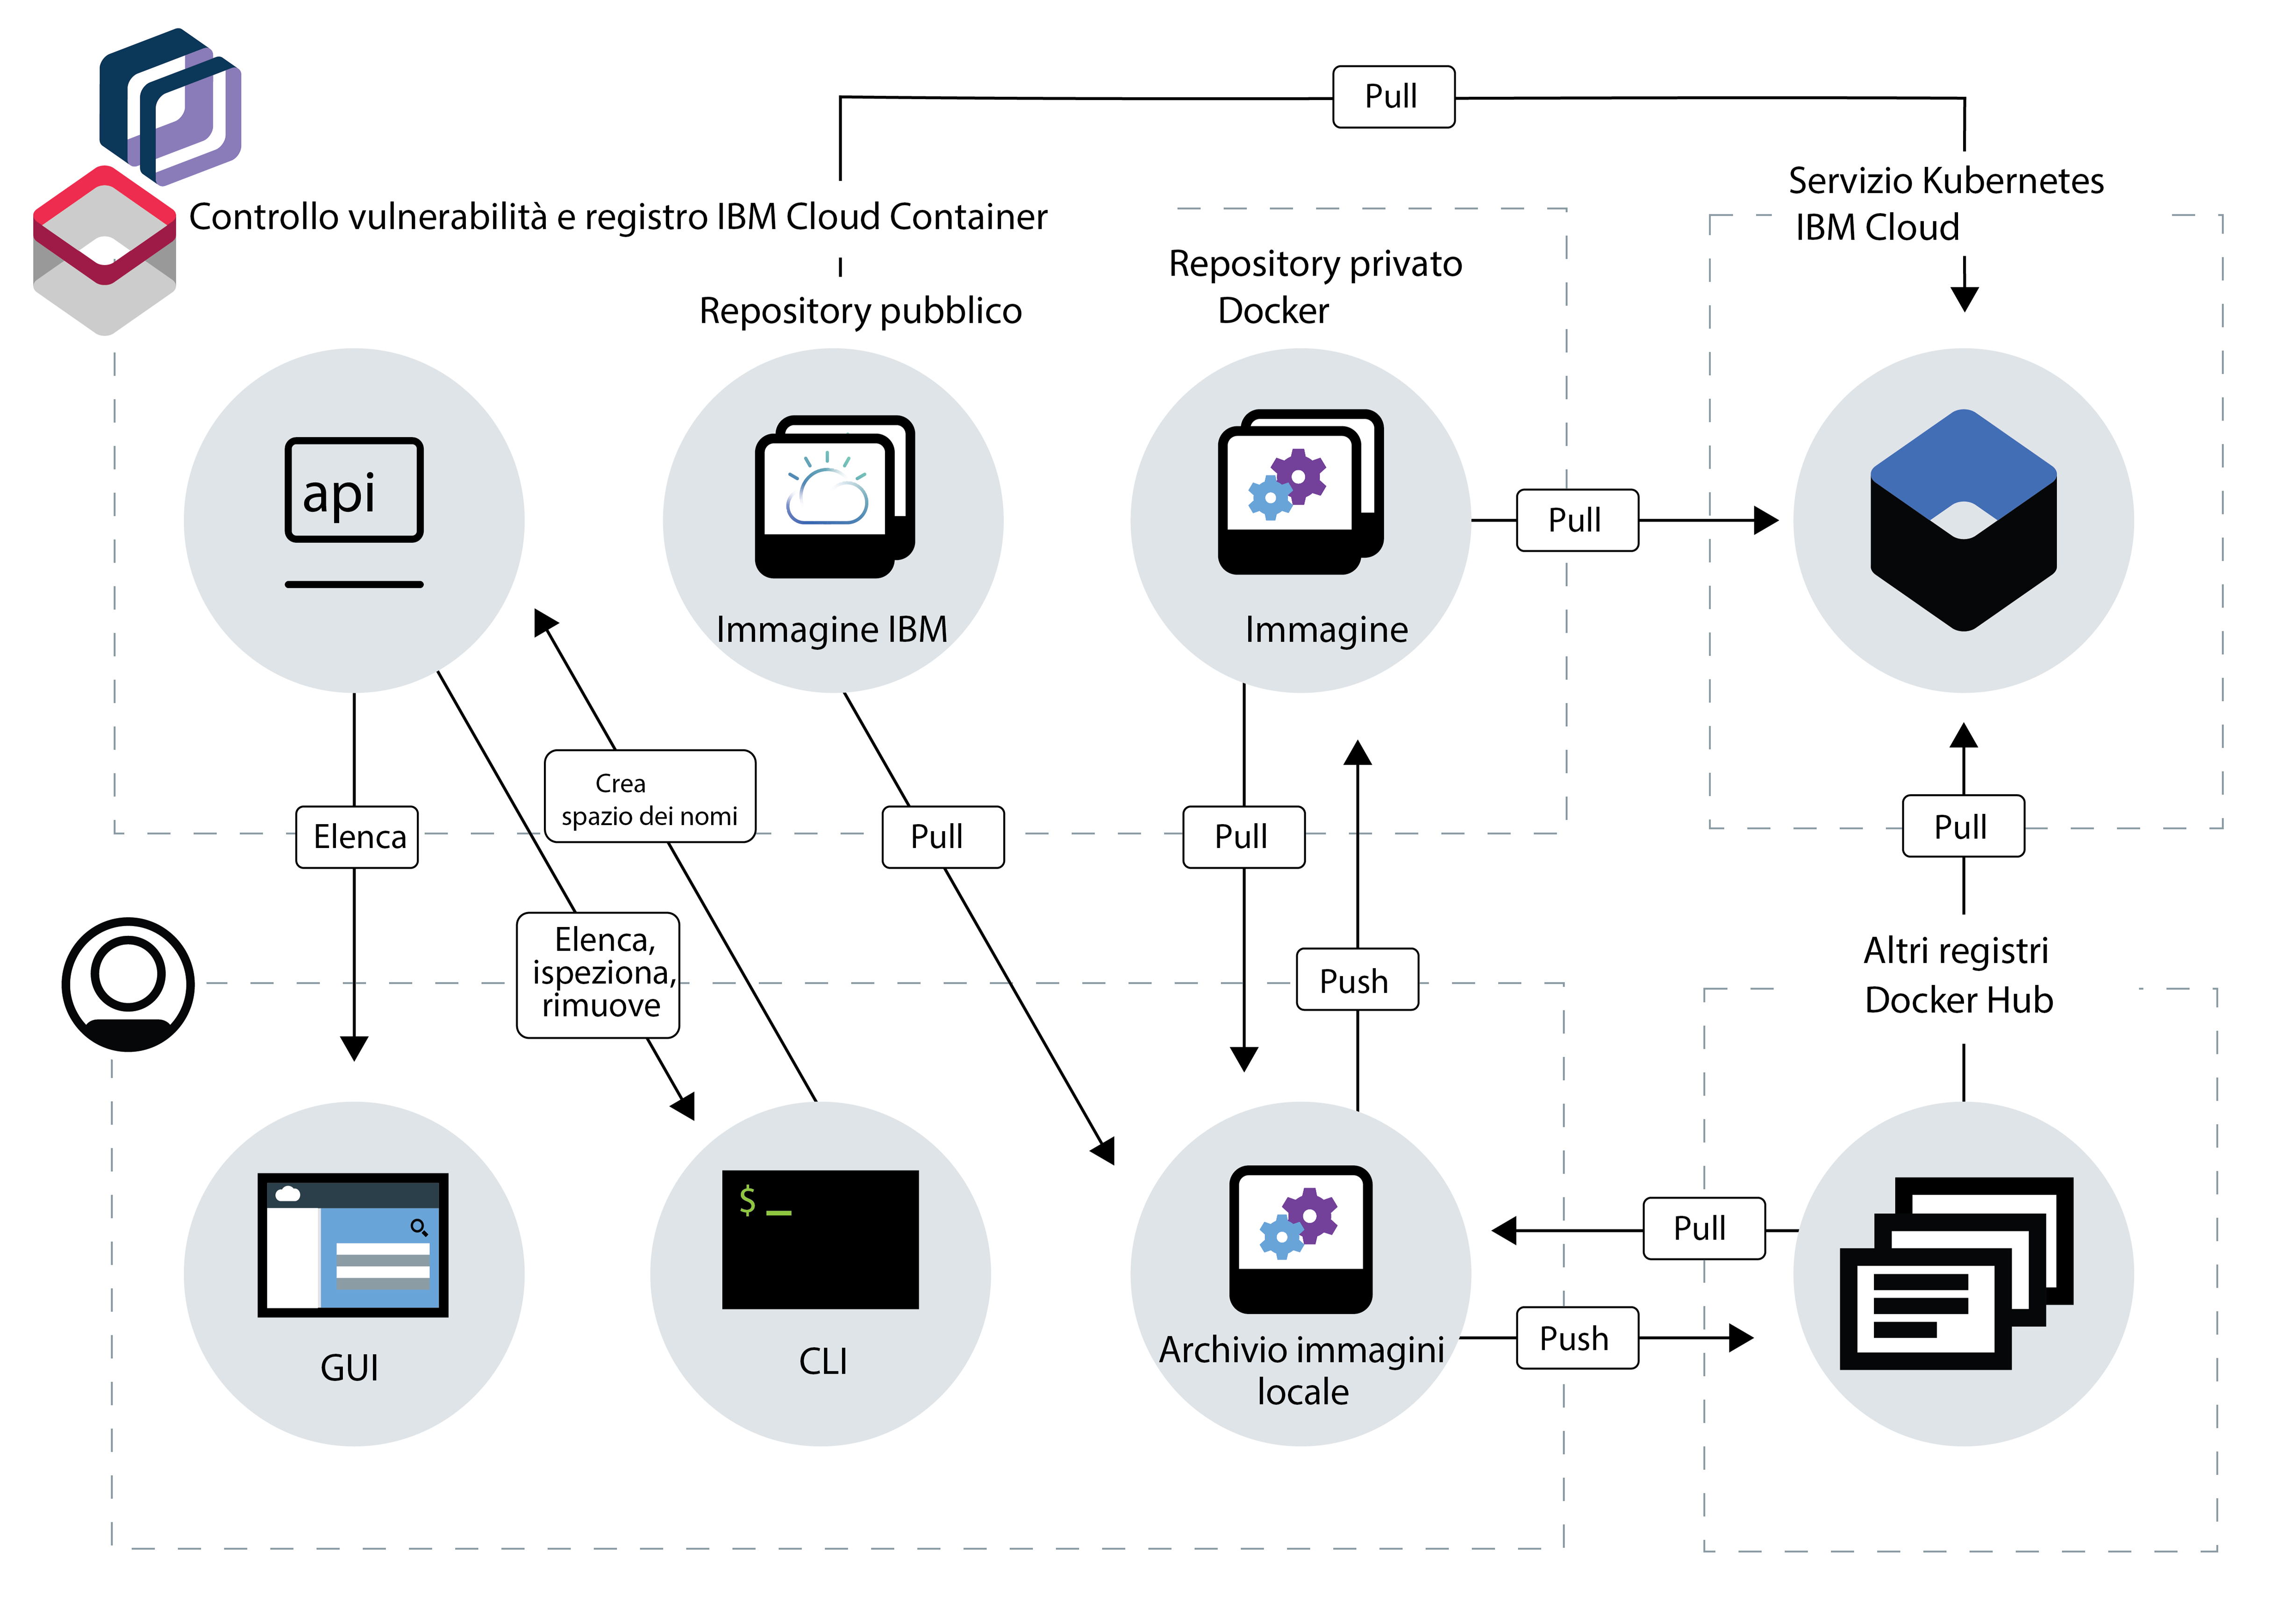 Pull
Servizio Kubernetes
IBM Cloud
Controllo vulnerabilità e registro IBM Cloud Container
Repository privato
Docker
Repository pubblico
api
Immagine IBM
Immagine
Pull
Crea
spazio dei nomi
Elenca
Pull
Pull
Pull
Elenca,
ispeziona,
rimuove
Push
Altri registri
Docker Hub
$ _
GUI
CLI
Archivio immagini
locale
Pull
Push